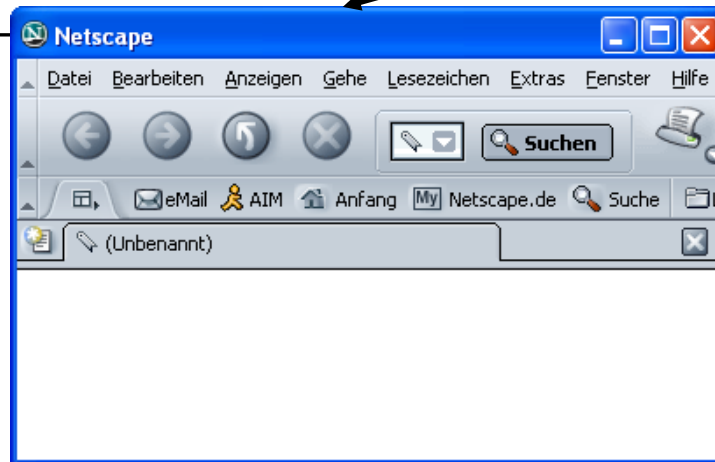 Netscape
Datei Bearbeiten Anzeigen Gehe Lesezeichen Extras Fenster Hilfe
Suchen
eMail AIM Anfang My Netscape.de Suche
(Unbenannt)